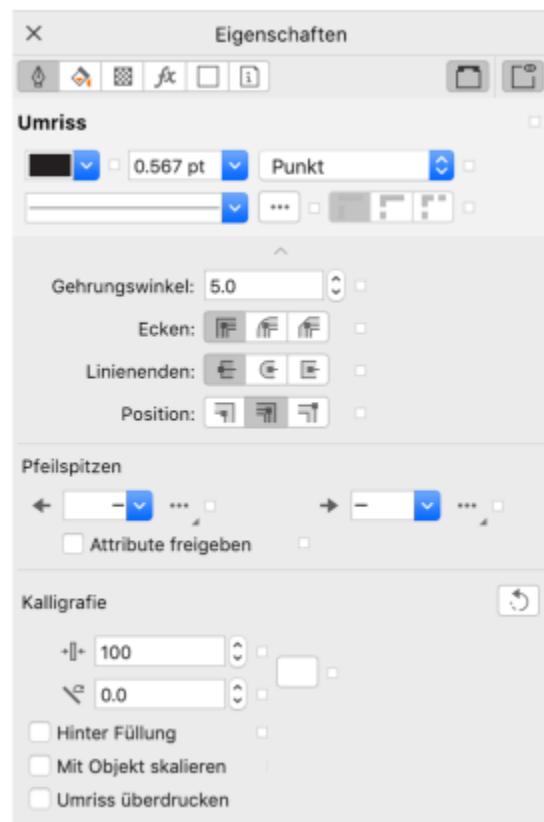 Eigenschaften
Umriss
0.567 pt Punkt
Gehrungswinkel: 5.0
Ecken:
Linienenden:
Position:
Pfeilspitzen
Attribute freigeben
Kalligrafie
100
0.0
Hinter Füllung
Mit Objekt skalieren
Umriss überdrucken